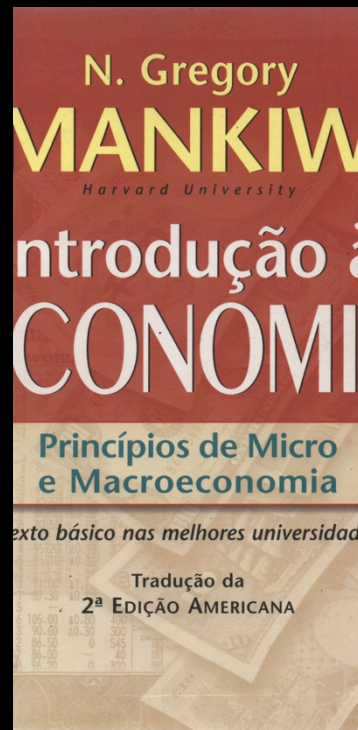 N. Gregory
MANKIW
Harvard University
ntrodução à
CONOMI
Princípios de Micro
e Macroeconomia
exto básico nas melhores universidad
Tradução da
2ª EDIÇÃO AMERICANA